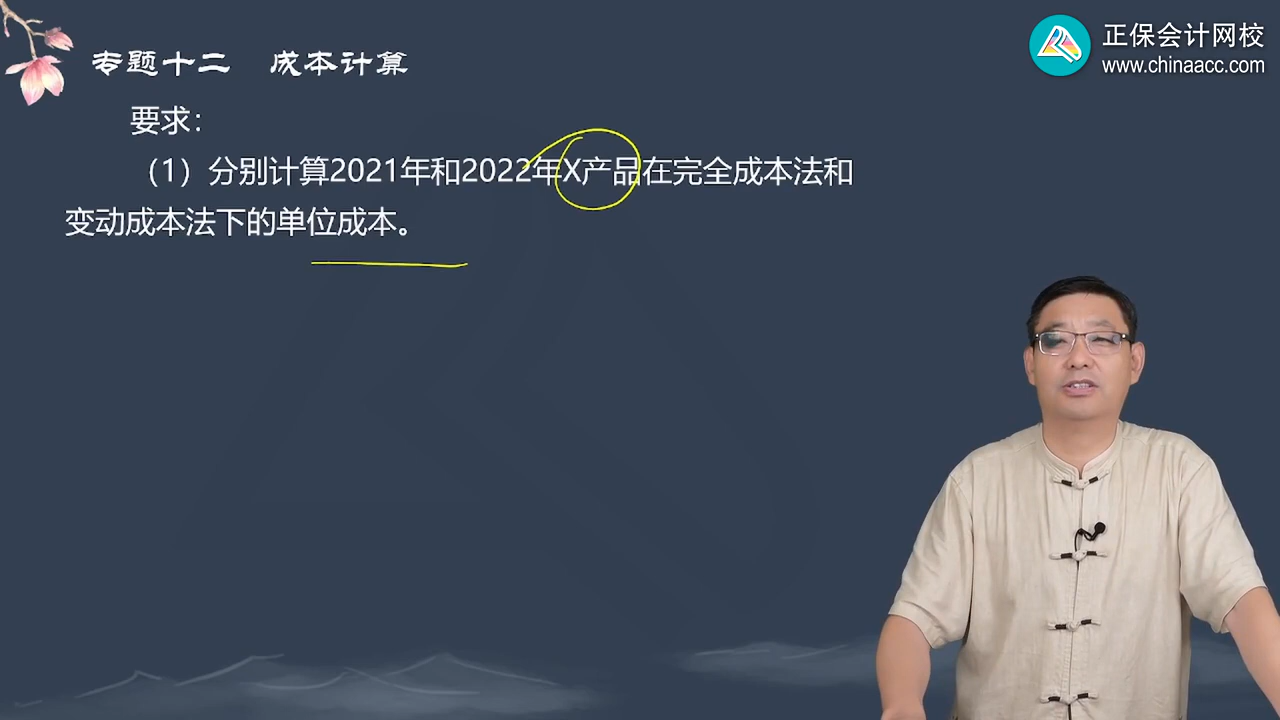 专题十二 成本计算
正保会计网校
www.chinaacc.com
要求：
（1）分别计算2021年和2022年X产品在完全成本法和
变动成本法下的单位成本。